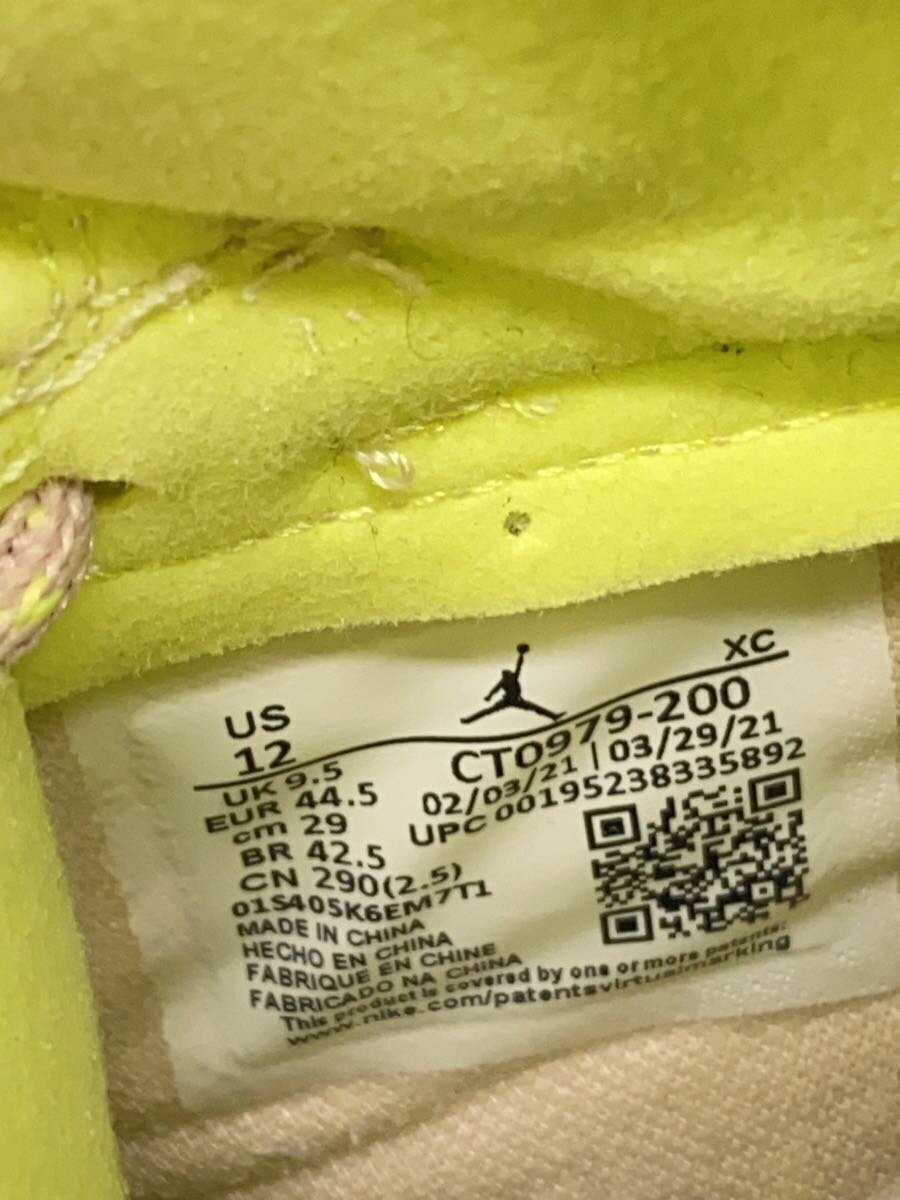 XC
US
12
CT0979-200
UK 9.5
02/03/21 | 03/29/21
EUR 44.5
UPC 00195238335892
cm 29
BR 42.5
CN 290(2.5)
01S405K6EM7T1
MADE IN CHINA
HECHO EN CHINA
FABRIQUE EN CHINE
FABRICADO NA CHINA
This product is covered by one or more patents:
www.nike.com/patentsvirtualmarking